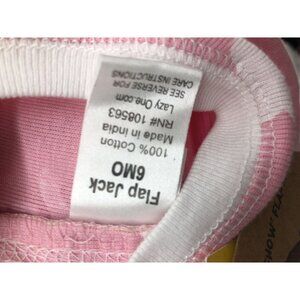 Flap Jack
6MO
100% Cotton
Made in india
RN# 108563
Lazy One.com
SEE REVERSE FOR
CARE INSTRUCTIONS